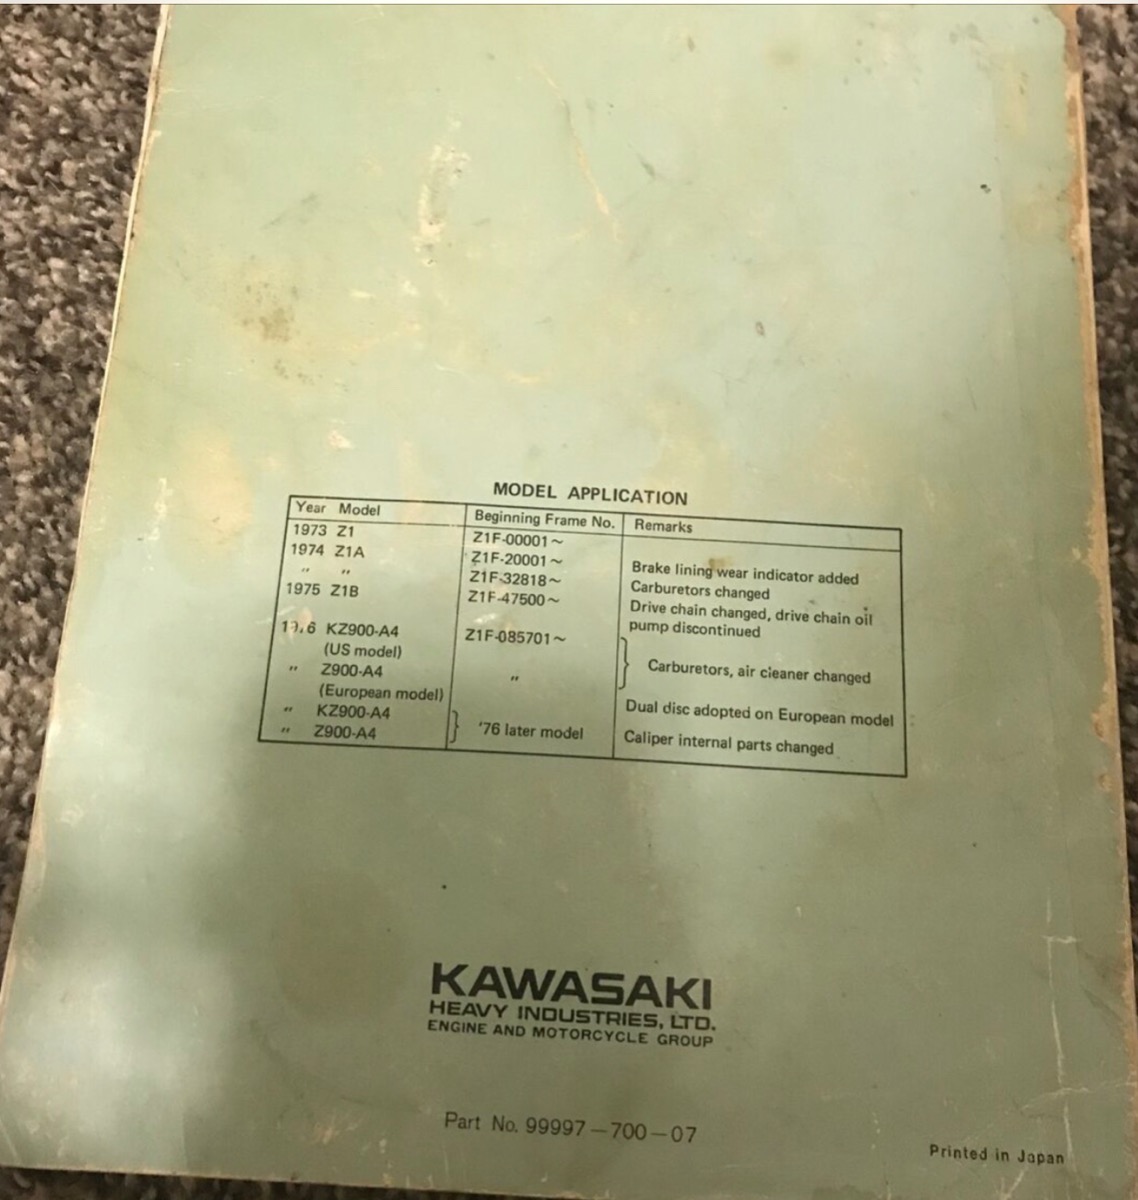 MODEL APPLICATION
Year Model Beginning Frame No. Remarks
1973 Z1 Z1F-00001~
1974 Z1A Z1F-20001~ Brake lining wear indicator added
" " Z1F-32818~ Carburetors changed
1975 Z1B Z1F-47500~ Drive chain changed, drive chain oil
pump discontinued
KZ900-A4 Z1F-085701~
(US model)
" Z900-A4 " } Carburetors, air cleaner changed
(European model)
Dual disc adopted on European model
" KZ900-A4
" Z900-A4 } '76 later model Caliper internal parts changed
KAWASAKI
HEAVY INDUSTRIES, LTD.
ENGINE AND MOTORCYCLE GROUP
Part No. 99997-700-07
Printed in Japan